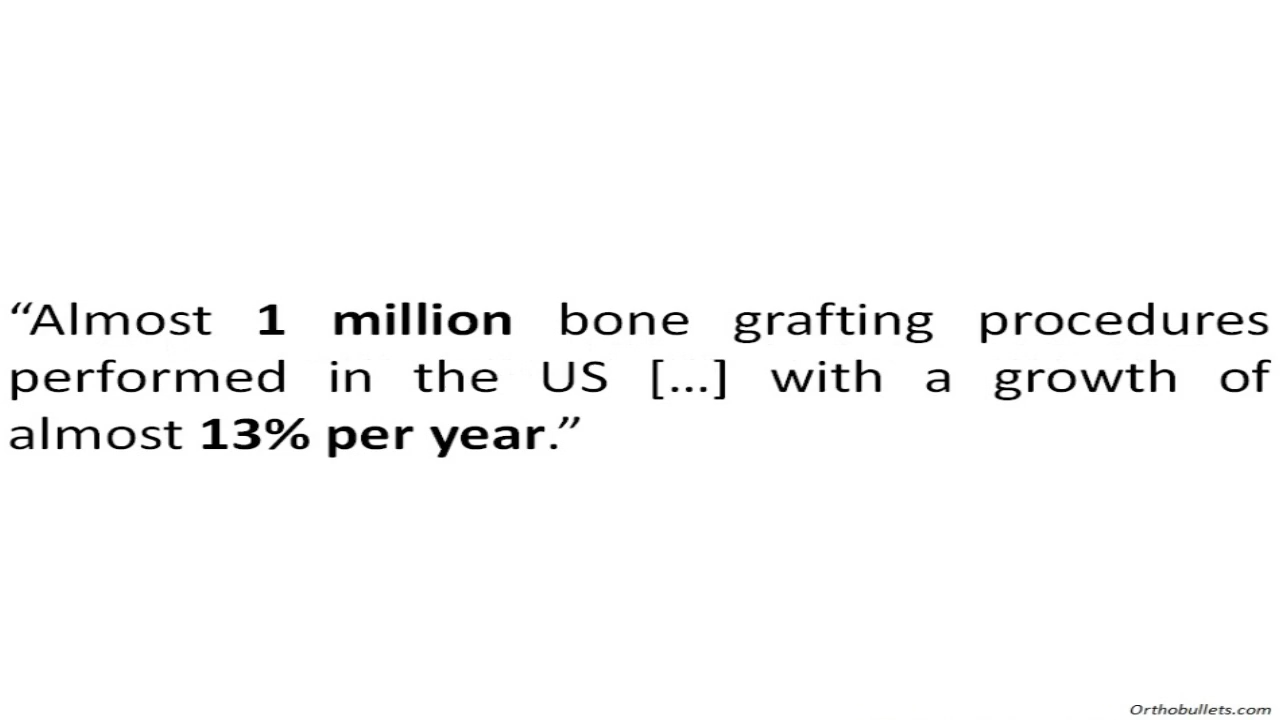 “Almost 1 million bone grafting procedures
performed in the US [...] with a growth of
almost 13% per year.”
Orthobullets.com